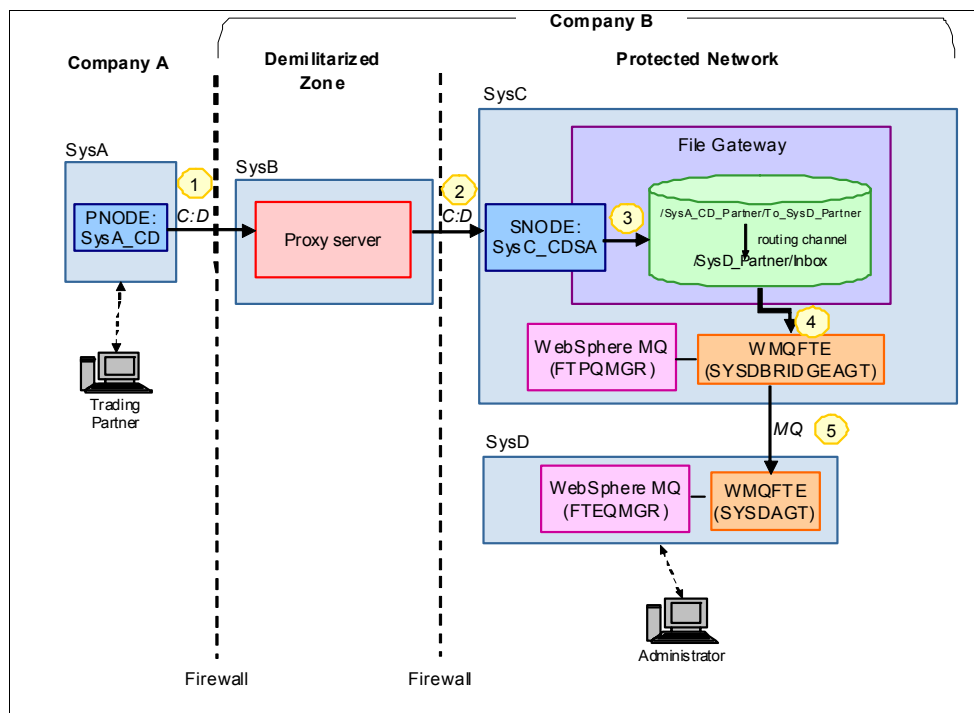 Company B
Company A
Demilitarized
Zone
Protected Network
SysC
File Gateway
SysA
SysB
1
C:D
2
C:D
3
PNODE:
SysA_CD
Proxy server
SNODE:
SysC_CDSA
/SysA_CD_Partner/To_SysD_Partner
routing channel
/SysD_Partner/Inbox
4
WebSphere MQ
(FTPQMGR)
WMQFTE
(SYSDBRIDGEAGT)
Trading
Partner
MQ
5
SysD
WebSphere MQ
(FTEQMGR)
WMQFTE
(SYSDAGT)
Administrator
Firewall
Firewall